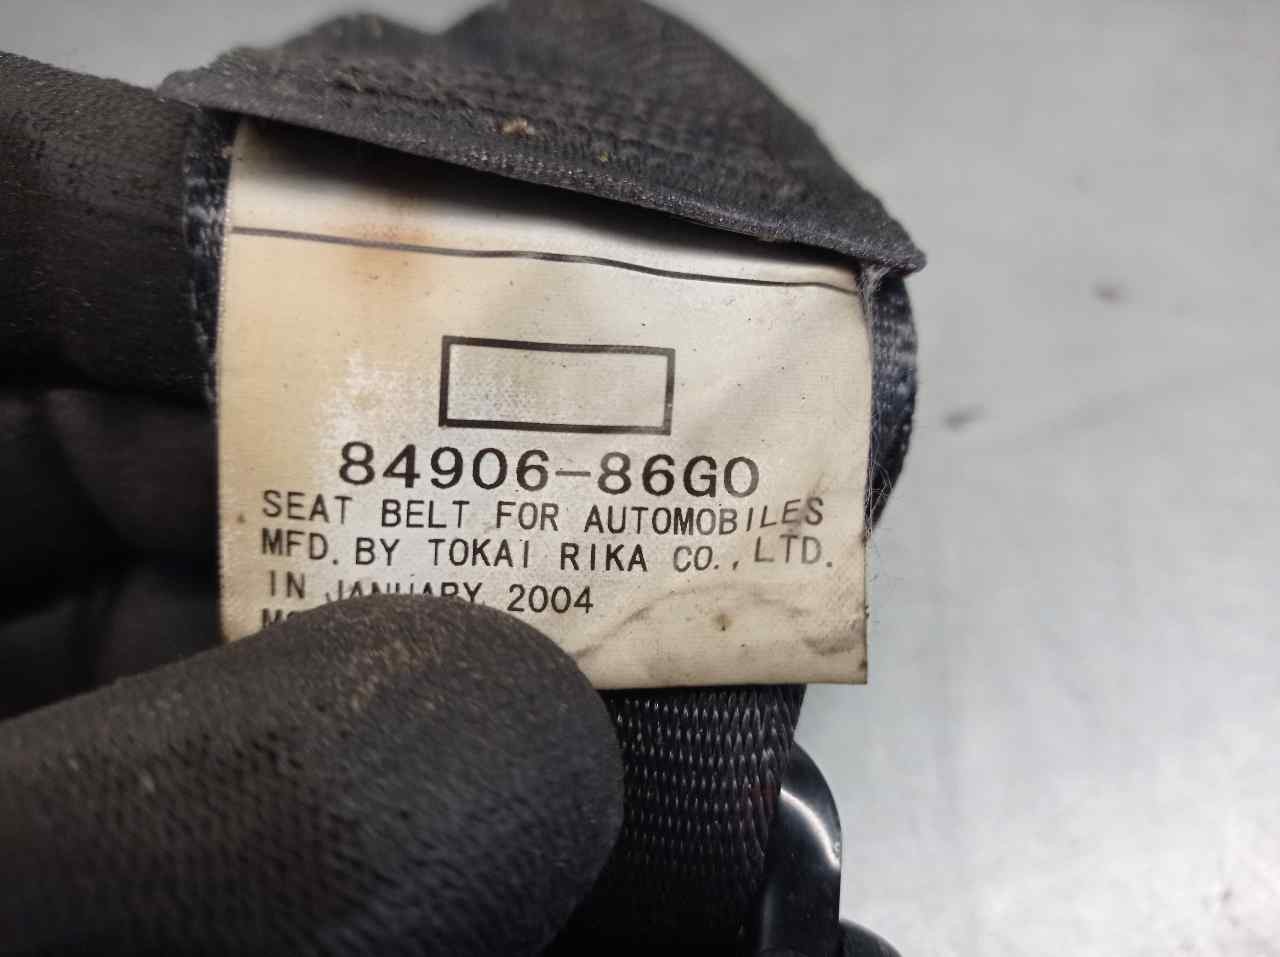 84906-86G0
SEAT BELT FOR AUTOMOBILES
MFD. BY TOKAI RIKA CO., LTD.
IN JANUARY 2004